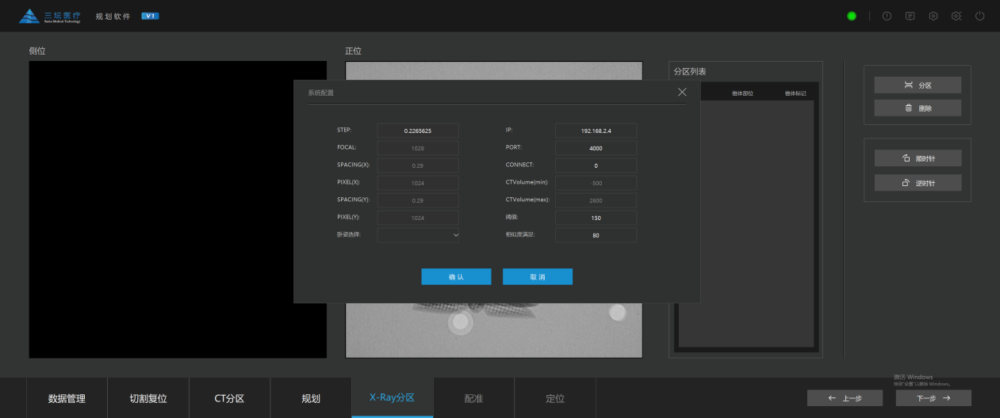 三坛医疗
Santa Medical Technology
规划软件
V1
侧位
正位
分区列表
锥体部位
锥体标记
系统配置
STEP:
0.2265625
IP:
192.168.2.4
FOCAL:
1028
PORT:
4000
SPACING(X):
0.29
CONNECT:
0
PIXEL(X):
1024
CTVolume(min):
-500
SPACING(Y):
0.29
CTVolume(max):
2600
PIXEL(Y):
1024
阈值:
150
卧姿选择:
相似度满足:
80
确 认
取 消
分区
删除
顺时针
逆时针
数据管理
切割复位
CT分区
规划
X-Ray分区
配准
定位
激活 Windows
转到"设置"以激活 Windows。
上一步
下一步